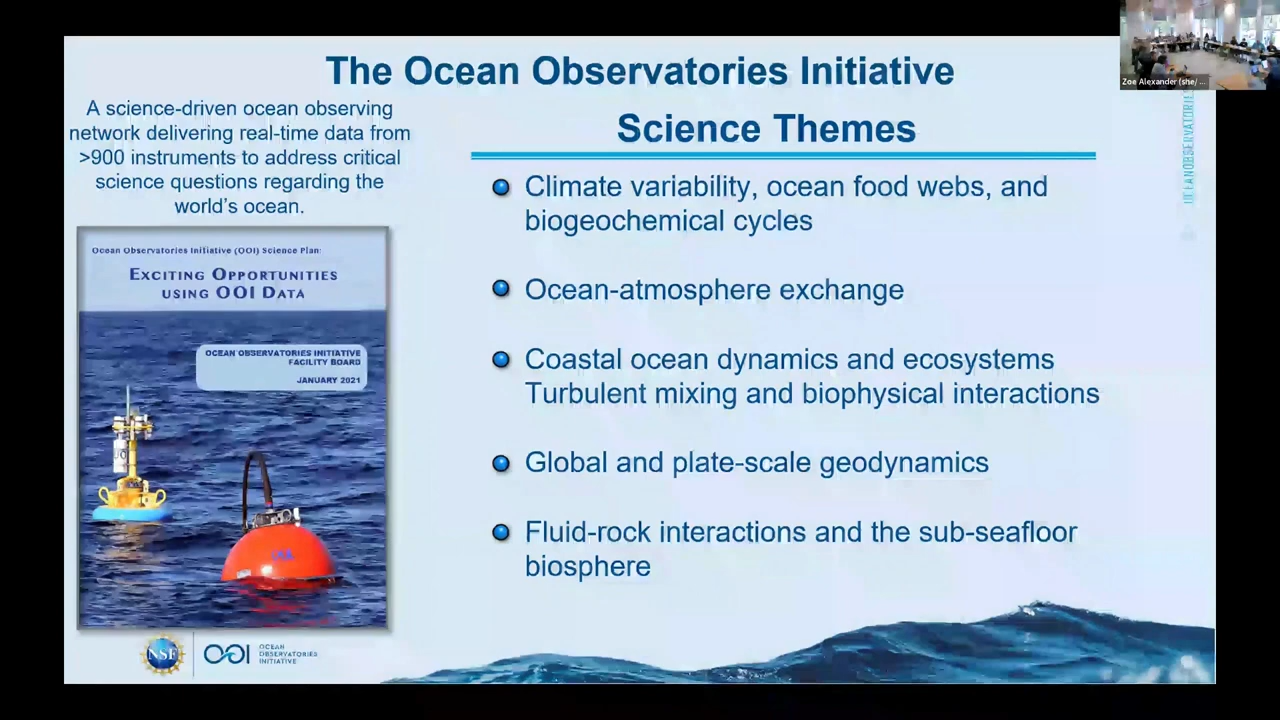 The Ocean Observatories Initiative
A science-driven ocean observing
network delivering real-time data from
>900 instruments to address critical
science questions regarding the
world's ocean.
Ocean Observatories Initiative (OOI) Science Plan:
EXCITING OPPORTUNITIES
USING OOI DATA
OCEAN OBSERVATORIES INITIATIVE
FACILITY BOARD
JANUARY 2021
NSF
OOI
OCEAN
OBSERVATORIES
INITIATIVE
Science Themes
Climate variability, ocean food webs, and
biogeochemical cycles
Ocean-atmosphere exchange
Coastal ocean dynamics and ecosystems
Turbulent mixing and biophysical interactions
Global and plate-scale geodynamics
Fluid-rock interactions and the sub-seafloor
biosphere
Zoe Alexander (she/ ...